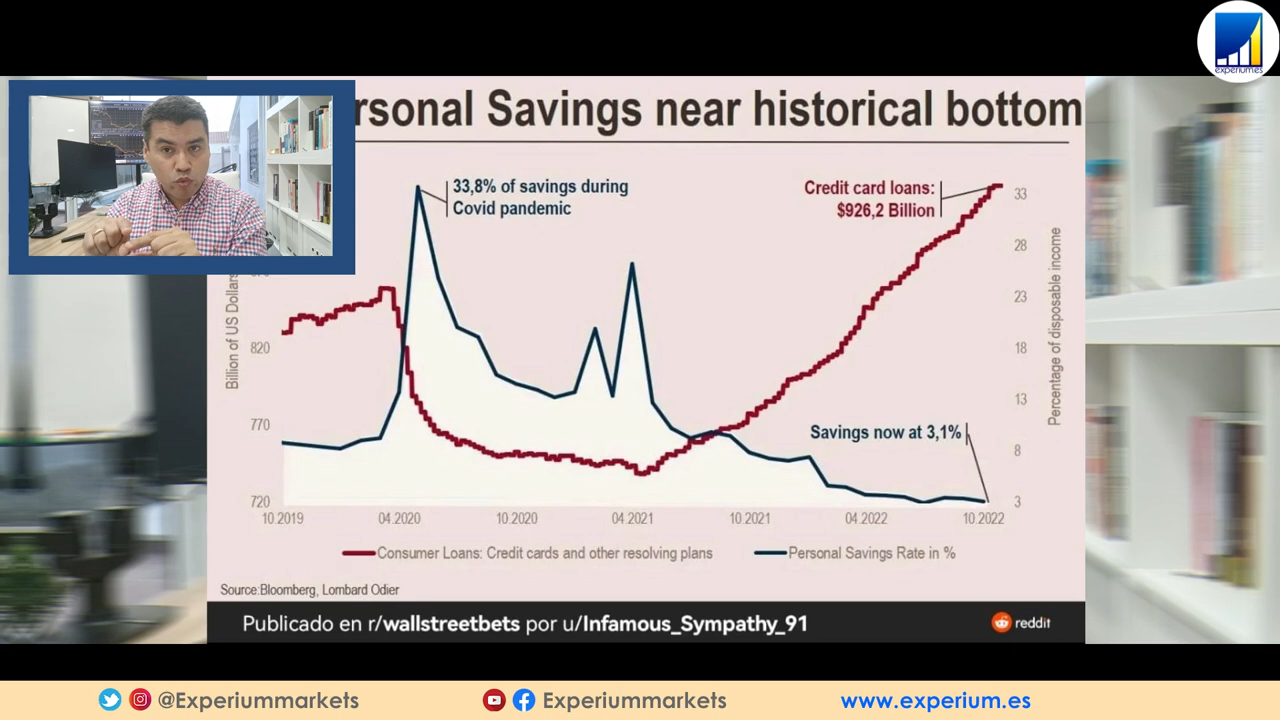 experiumes
rsonal Savings near historical bottom
33,8% of savings during
Covid pandemic
Credit card loans:
$926,2 Billion
33
28
23
18
13
8
3
Percentage of disposable income
Billion of US Dollars
820
770
720
Savings now at 3,1%
10.2019
04.2020
10.2020
04.2021
10.2021
04.2022
10.2022
Consumer Loans: Credit cards and other resolving plans
Personal Savings Rate in %
Source:Bloomberg, Lombard Odier
Publicado en r/wallstreetbets por u/Infamous_Sympathy_91
reddit
@Experiummarkets
Experiummarkets
www.experium.es